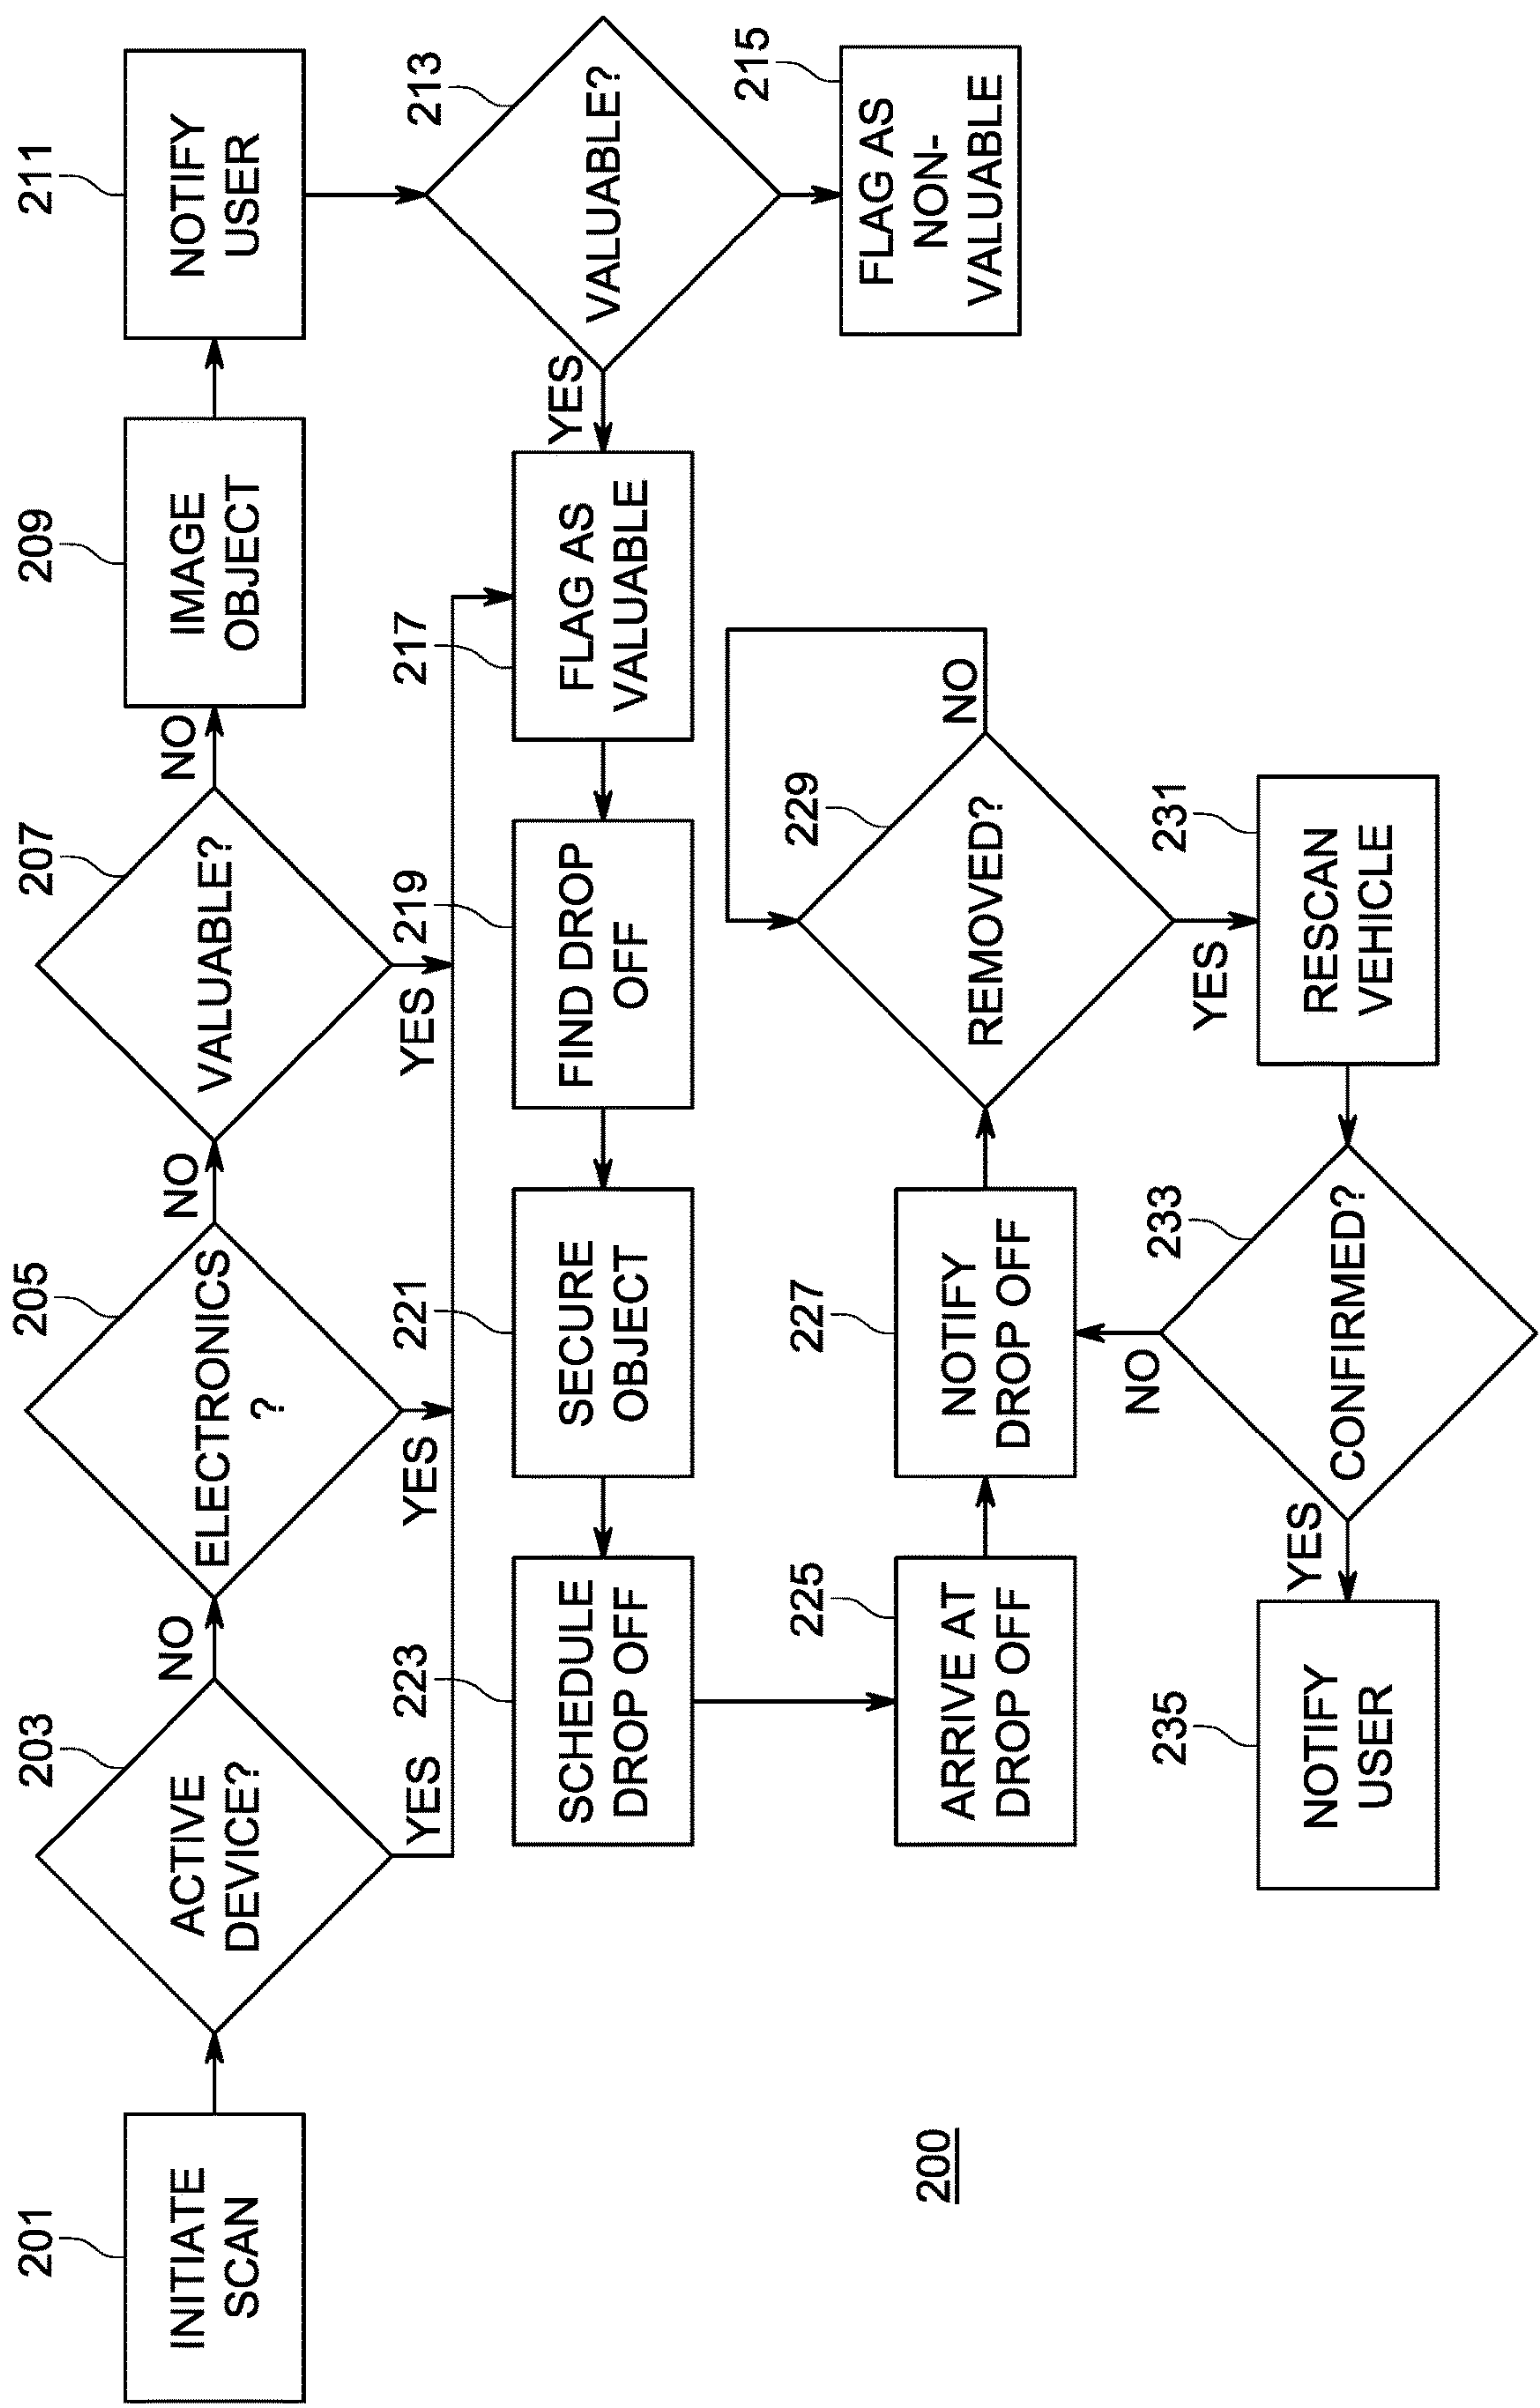 201
INITIATE
SCAN
203
ACTIVE
DEVICE?
NO
YES
205
ELECTRONICS
?
NO
YES
207
VALUABLE?
NO
YES
209
IMAGE
OBJECT
211
NOTIFY
USER
213
VALUABLE?
YES
215
FLAG AS
NON-
VALUABLE
217
FLAG AS
VALUABLE
219
FIND DROP
OFF
221
SECURE
OBJECT
223
SCHEDULE
DROP OFF
225
ARRIVE AT
DROP OFF
227
NOTIFY
DROP OFF
229
REMOVED?
NO
YES
231
RESCAN
VEHICLE
233
CONFIRMED?
NO
YES
235
NOTIFY
USER
200